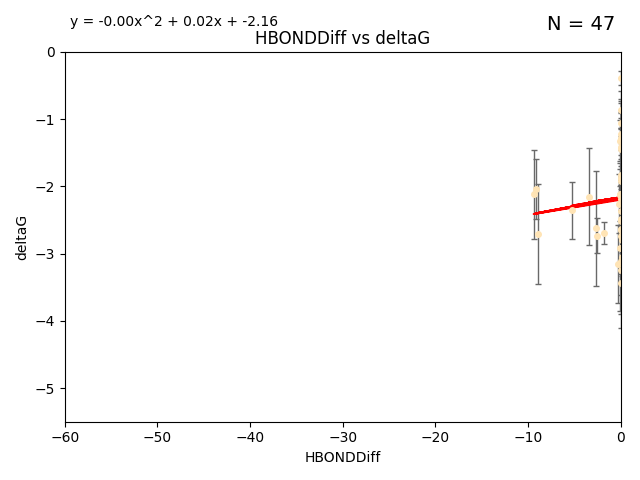 y = -0.00x^2 + 0.02x + -2.16
N = 47
HBONDDiff vs deltaG
0
−1
−2
−3
−4
−5
deltaG
−60
−50
−40
−30
−20
−10
0
HBONDDiff